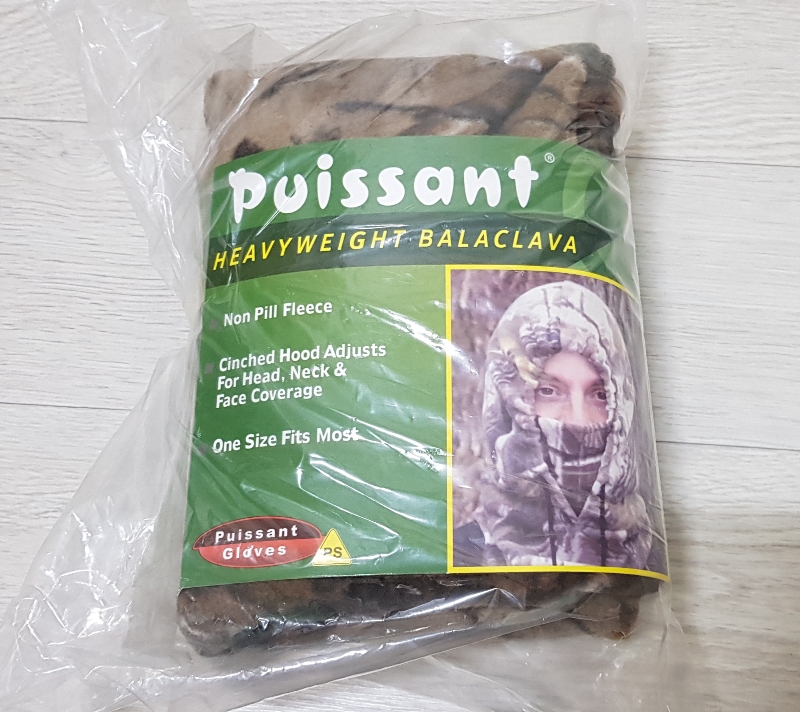 Puissant®
HEAVYWEIGHT BALACLAVA
Non Pill Fleece
Cinched Hood Adjusts
For Head, Neck &
Face Coverage
One Size Fits Most
Puissant
Gloves
PS